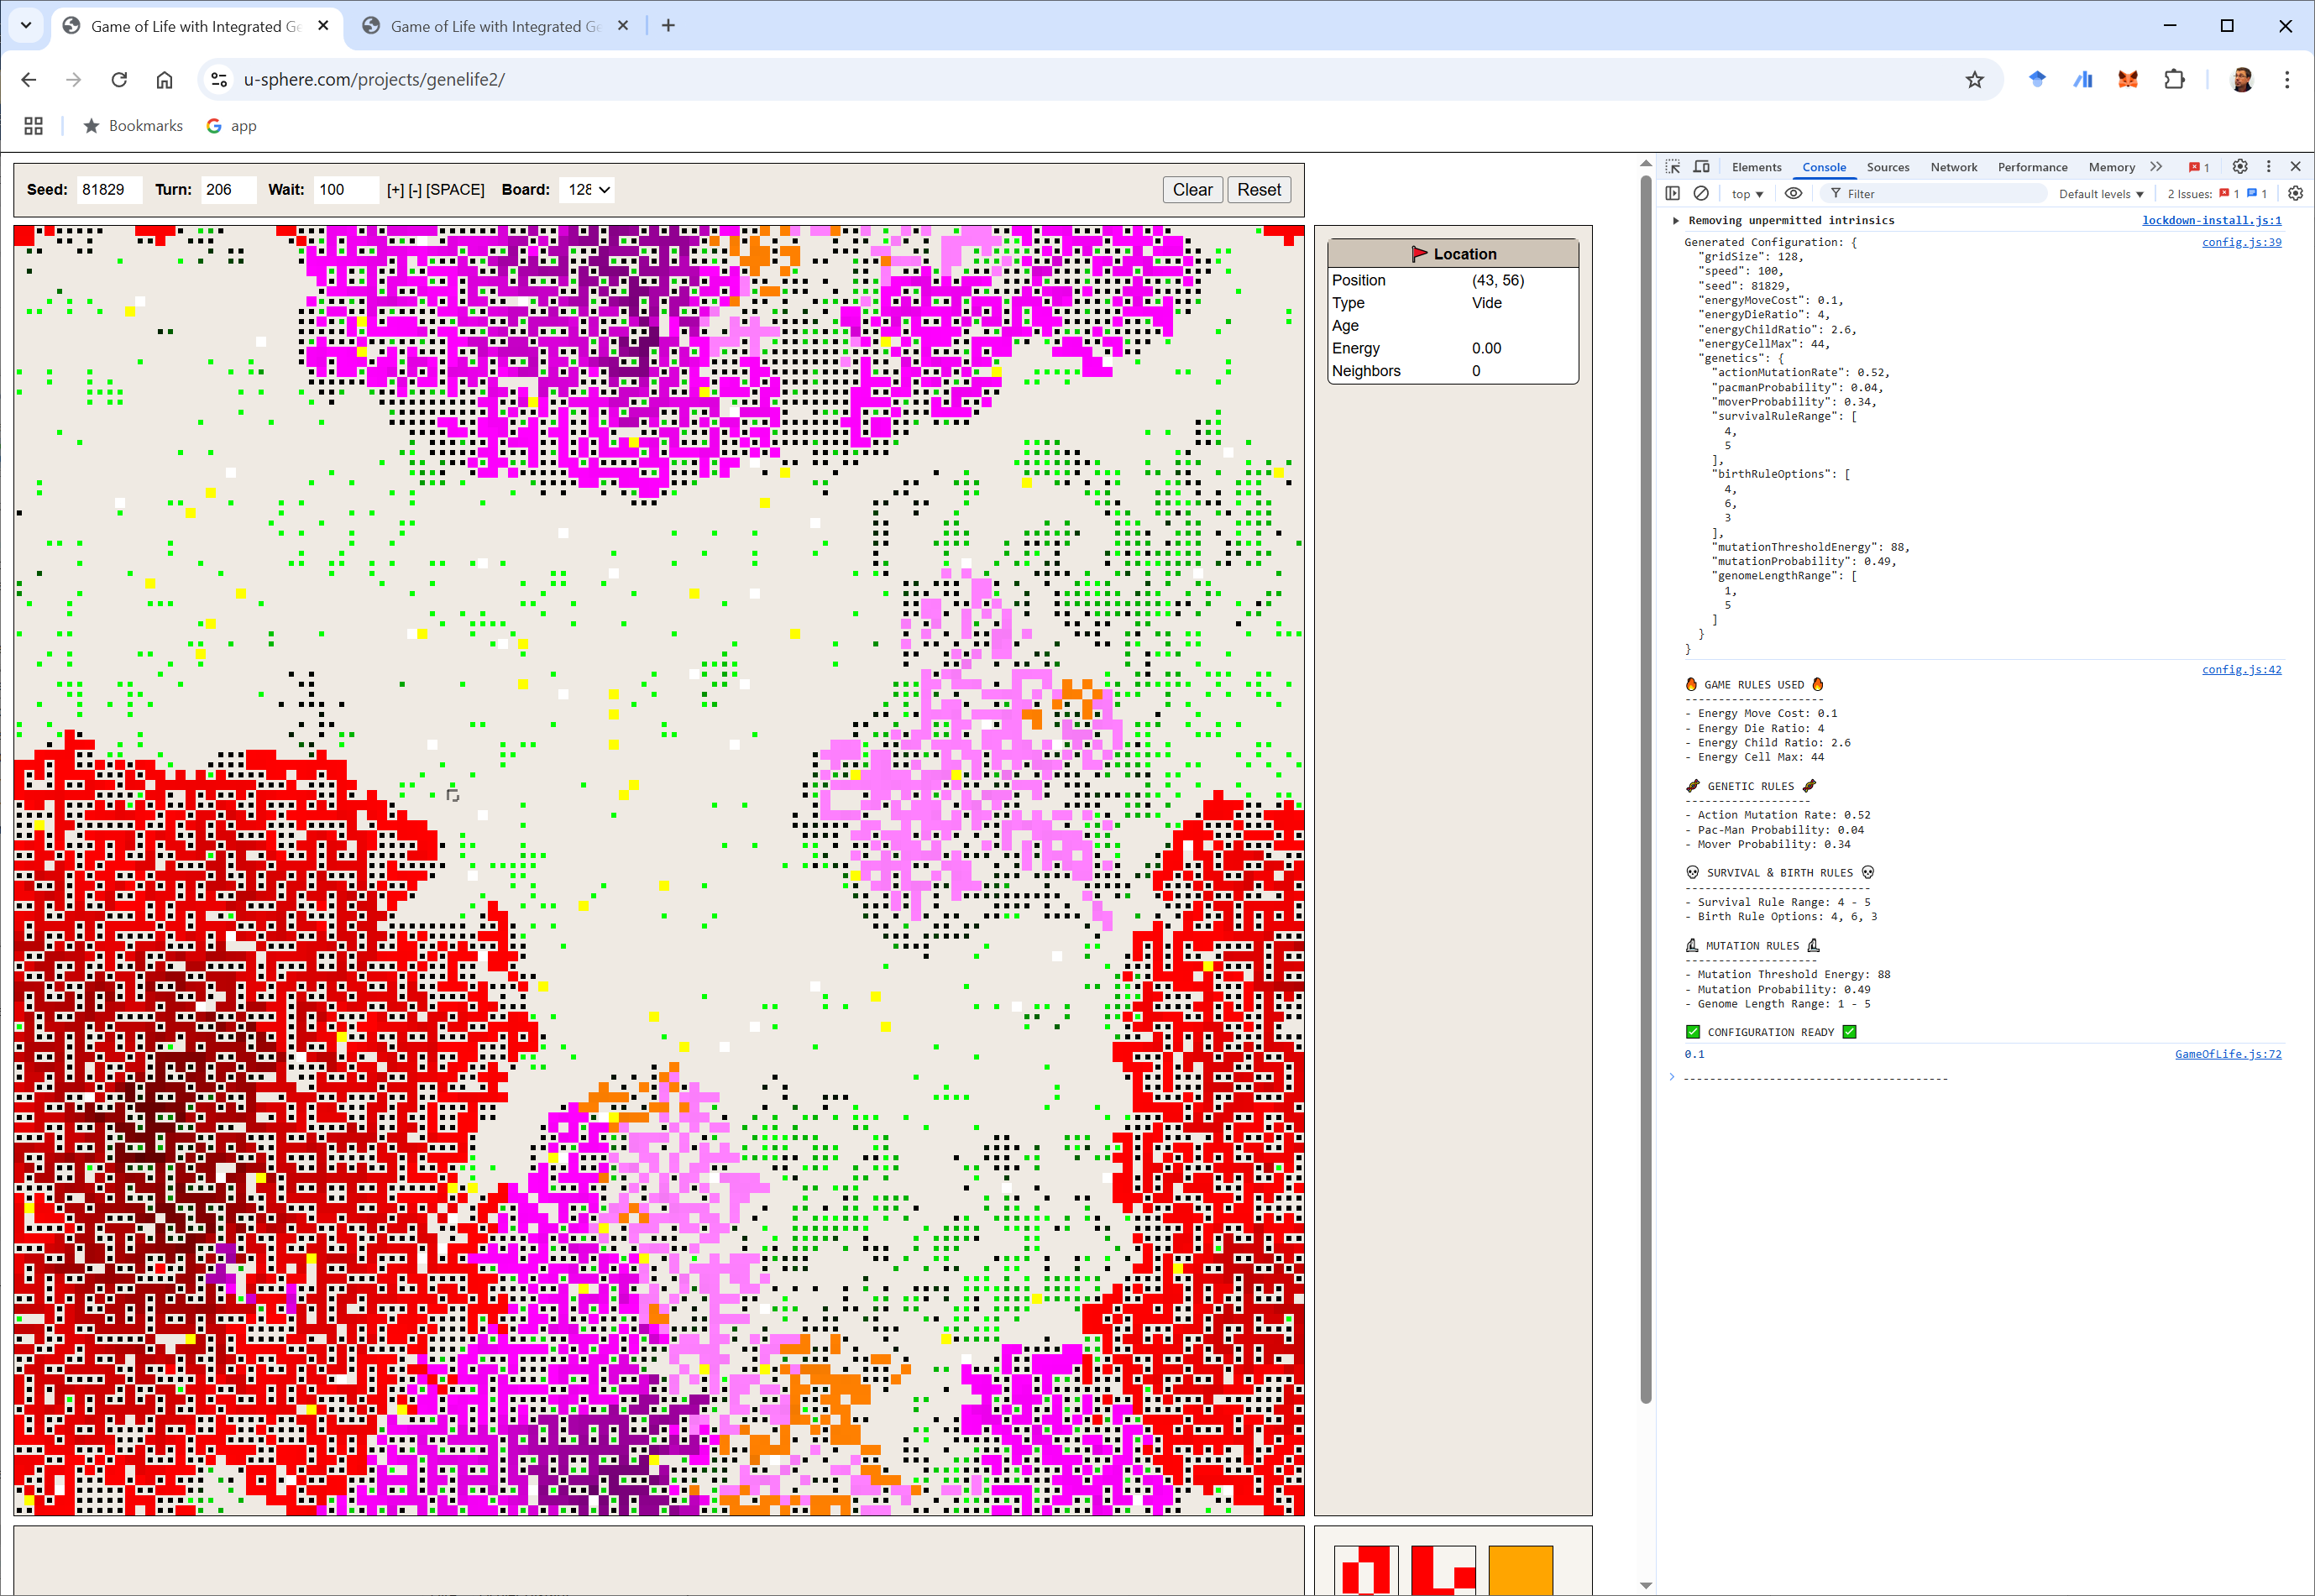 Game of Life with Integrated Ge
Game of Life with Integrated Ge
u-sphere.com/projects/genelife2/
Bookmarks
app
Seed: 81829 Turn: 206 Wait: 100 [+] [-] [SPACE] Board: 128 Clear Reset
Location
Position (43, 56)
Type Vide
Age
Energy 0.00
Neighbors 0
Elements Console Sources Network Performance Memory 1
top Filter Default levels 2 Issues: 1 1
Removing unpermitted intrinsics lockdown-install.js:1
Generated Configuration: { config.js:39
"gridSize": 128,
"speed": 100,
"seed": 81829,
"energyMoveCost": 0.1,
"energyDieRatio": 4,
"energyChildRatio": 2.6,
"energyCellMax": 44,
"genetics": {
"actionMutationRate": 0.52,
"pacmanProbability": 0.04,
"moverProbability": 0.34,
"survivalRuleRange": [
4,
5
],
"birthRuleOptions": [
4,
6,
3
],
"mutationThresholdEnergy": 88,
"mutationProbability": 0.49,
"genomeLengthRange": [
1,
5
]
}
}
config.js:42
🔥 GAME RULES USED 🔥
---------------------
- Energy Move Cost: 0.1
- Energy Die Ratio: 4
- Energy Child Ratio: 2.6
- Energy Cell Max: 44
GENETIC RULES
-------------------
- Action Mutation Rate: 0.52
- Pac-Man Probability: 0.04
- Mover Probability: 0.34
SURVIVAL & BIRTH RULES
----------------------------
- Survival Rule Range: 4 - 5
- Birth Rule Options: 4, 6, 3
MUTATION RULES
-------------------
- Mutation Threshold Energy: 88
- Mutation Probability: 0.49
- Genome Length Range: 1 - 5
✅ CONFIGURATION READY ✅
0.1 GameOfLife.js:72
> ----------------------------------------